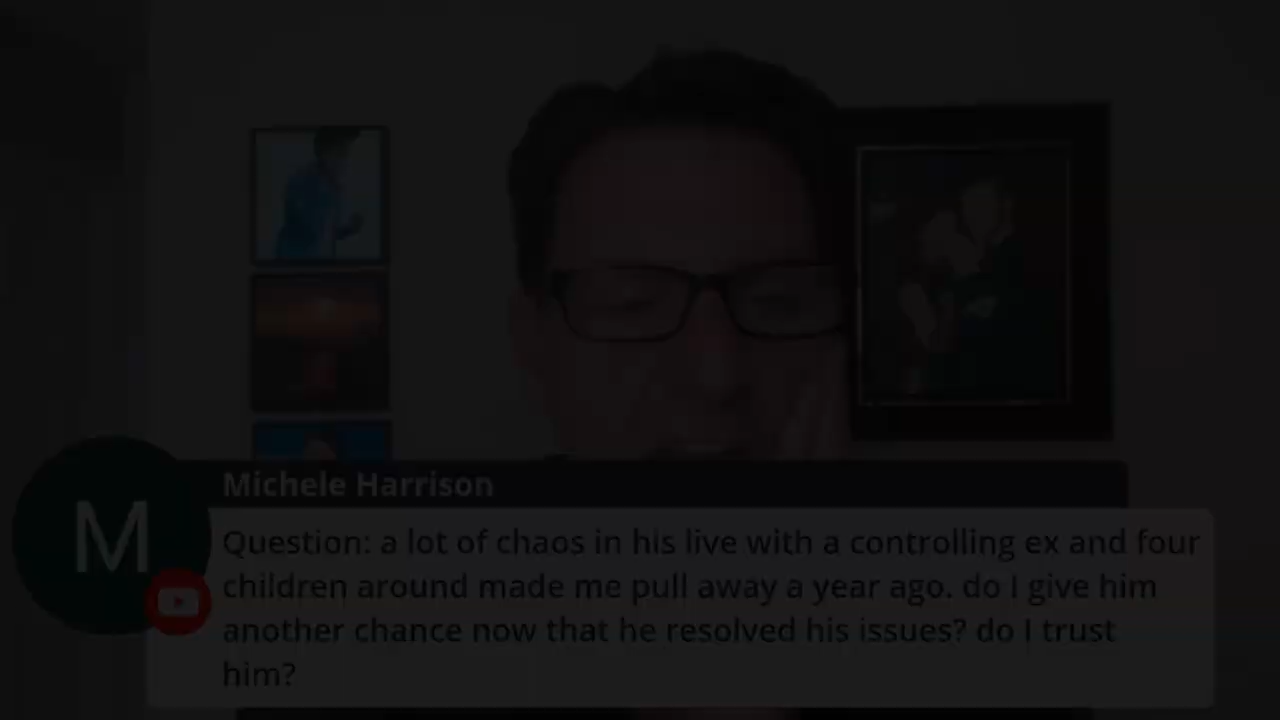 M
Michele Harrison
Question: a lot of chaos in his live with a controlling ex and four
children around made me pull away a year ago. do I give him
another chance now that he resolved his issues? do I trust
him?